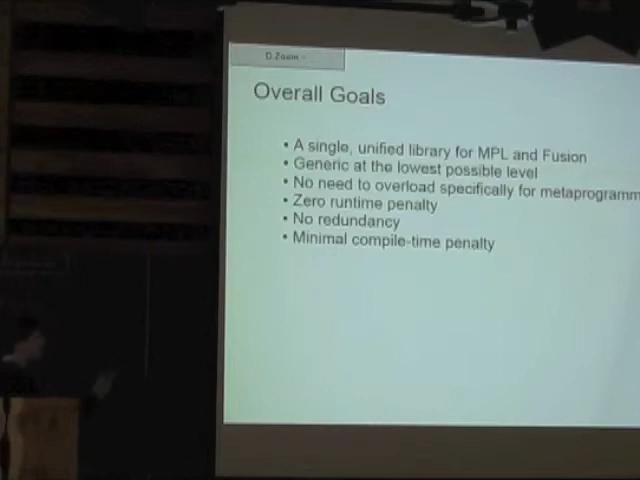 D.Zoom
Overall Goals
• A single, unified library for MPL and Fusion
• Generic at the lowest possible level
• No need to overload specifically for metaprogramm
• Zero runtime penalty
• No redundancy
• Minimal compile-time penalty